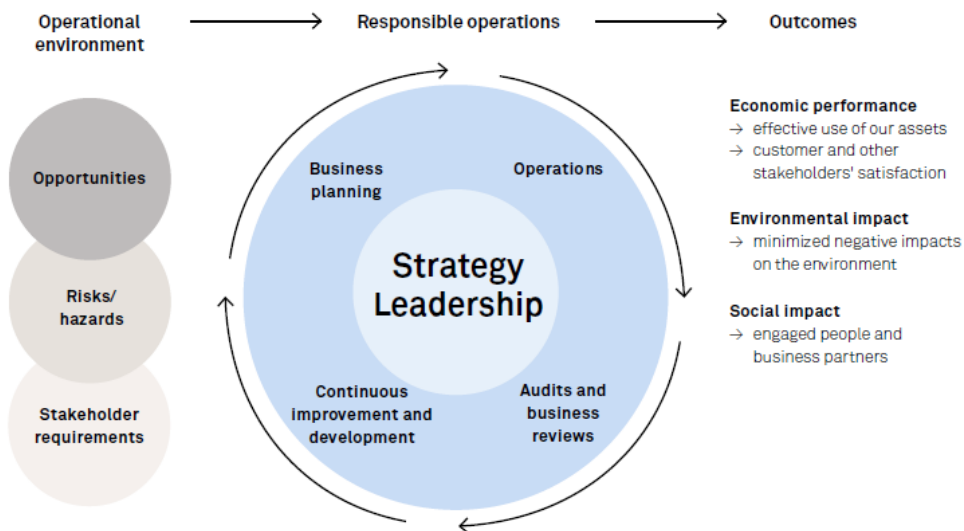 Operational
environment
Responsible operations
Outcomes
Opportunities
Risks/
hazards
Stakeholder
requirements
Business
planning
Operations
Strategy
Leadership
Continuous
improvement and
development
Audits and
business
reviews
Economic performance
→ effective use of our assets
→ customer and other
stakeholders' satisfaction
Environmental impact
→ minimized negative impacts
on the environment
Social impact
→ engaged people and
business partners